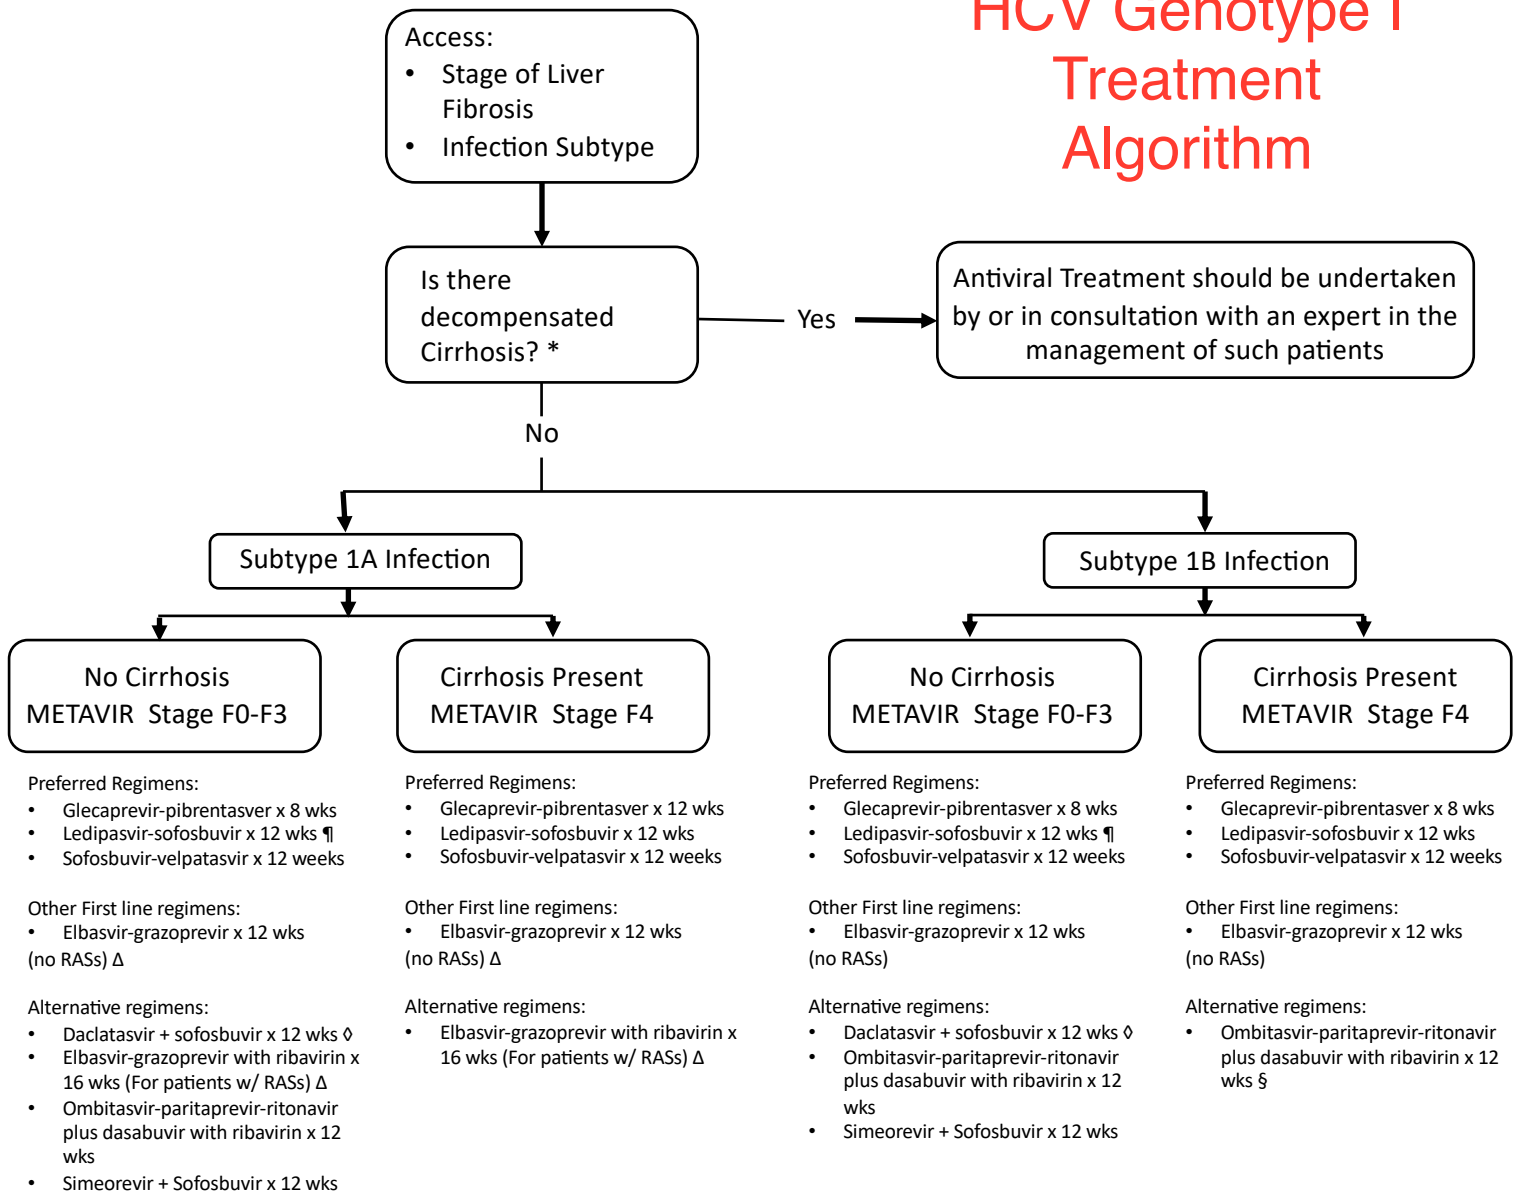 HCV Genotype I
Treatment
Algorithm
Access:
• Stage of Liver
Fibrosis
• Infection Subtype
Is there
decompensated
Cirrhosis? *
Yes
Antiviral Treatment should be undertaken
by or in consultation with an expert in the
management of such patients
No
Subtype 1A Infection
Subtype 1B Infection
No Cirrhosis
METAVIR Stage F0-F3
Preferred Regimens:
• Glecaprevir-pibrentasver x 8 wks
• Ledipasvir-sofosbuvir x 12 wks ¶
• Sofosbuvir-velpatasvir x 12 weeks
Other First line regimens:
• Elbasvir-grazoprevir x 12 wks
(no RASs) Δ
Alternative regimens:
• Daclatasvir + sofosbuvir x 12 wks ◊
• Elbasvir-grazoprevir with ribavirin x
16 wks (For patients w/ RASs) Δ
• Ombitasvir-paritaprevir-ritonavir
plus dasabuvir with ribavirin x 12
wks
• Simeorevir + Sofosbuvir x 12 wks
Cirrhosis Present
METAVIR Stage F4
Preferred Regimens:
• Glecaprevir-pibrentasver x 12 wks
• Ledipasvir-sofosbuvir x 12 wks
• Sofosbuvir-velpatasvir x 12 weeks
Other First line regimens:
• Elbasvir-grazoprevir x 12 wks
(no RASs) Δ
Alternative regimens:
• Elbasvir-grazoprevir with ribavirin x
16 wks (For patients w/ RASs) Δ
No Cirrhosis
METAVIR Stage F0-F3
Preferred Regimens:
• Glecaprevir-pibrentasver x 8 wks
• Ledipasvir-sofosbuvir x 12 wks ¶
• Sofosbuvir-velpatasvir x 12 weeks
Other First line regimens:
• Elbasvir-grazoprevir x 12 wks
(no RASs)
Alternative regimens:
• Daclatasvir + sofosbuvir x 12 wks ◊
• Ombitasvir-paritaprevir-ritonavir
plus dasabuvir with ribavirin x 12
wks
• Simeorevir + Sofosbuvir x 12 wks
Cirrhosis Present
METAVIR Stage F4
Preferred Regimens:
• Glecaprevir-pibrentasver x 8 wks
• Ledipasvir-sofosbuvir x 12 wks
• Sofosbuvir-velpatasvir x 12 weeks
Other First line regimens:
• Elbasvir-grazoprevir x 12 wks
(no RASs)
Alternative regimens:
• Ombitasvir-paritaprevir-ritonavir
plus dasabuvir with ribavirin x 12
wks §